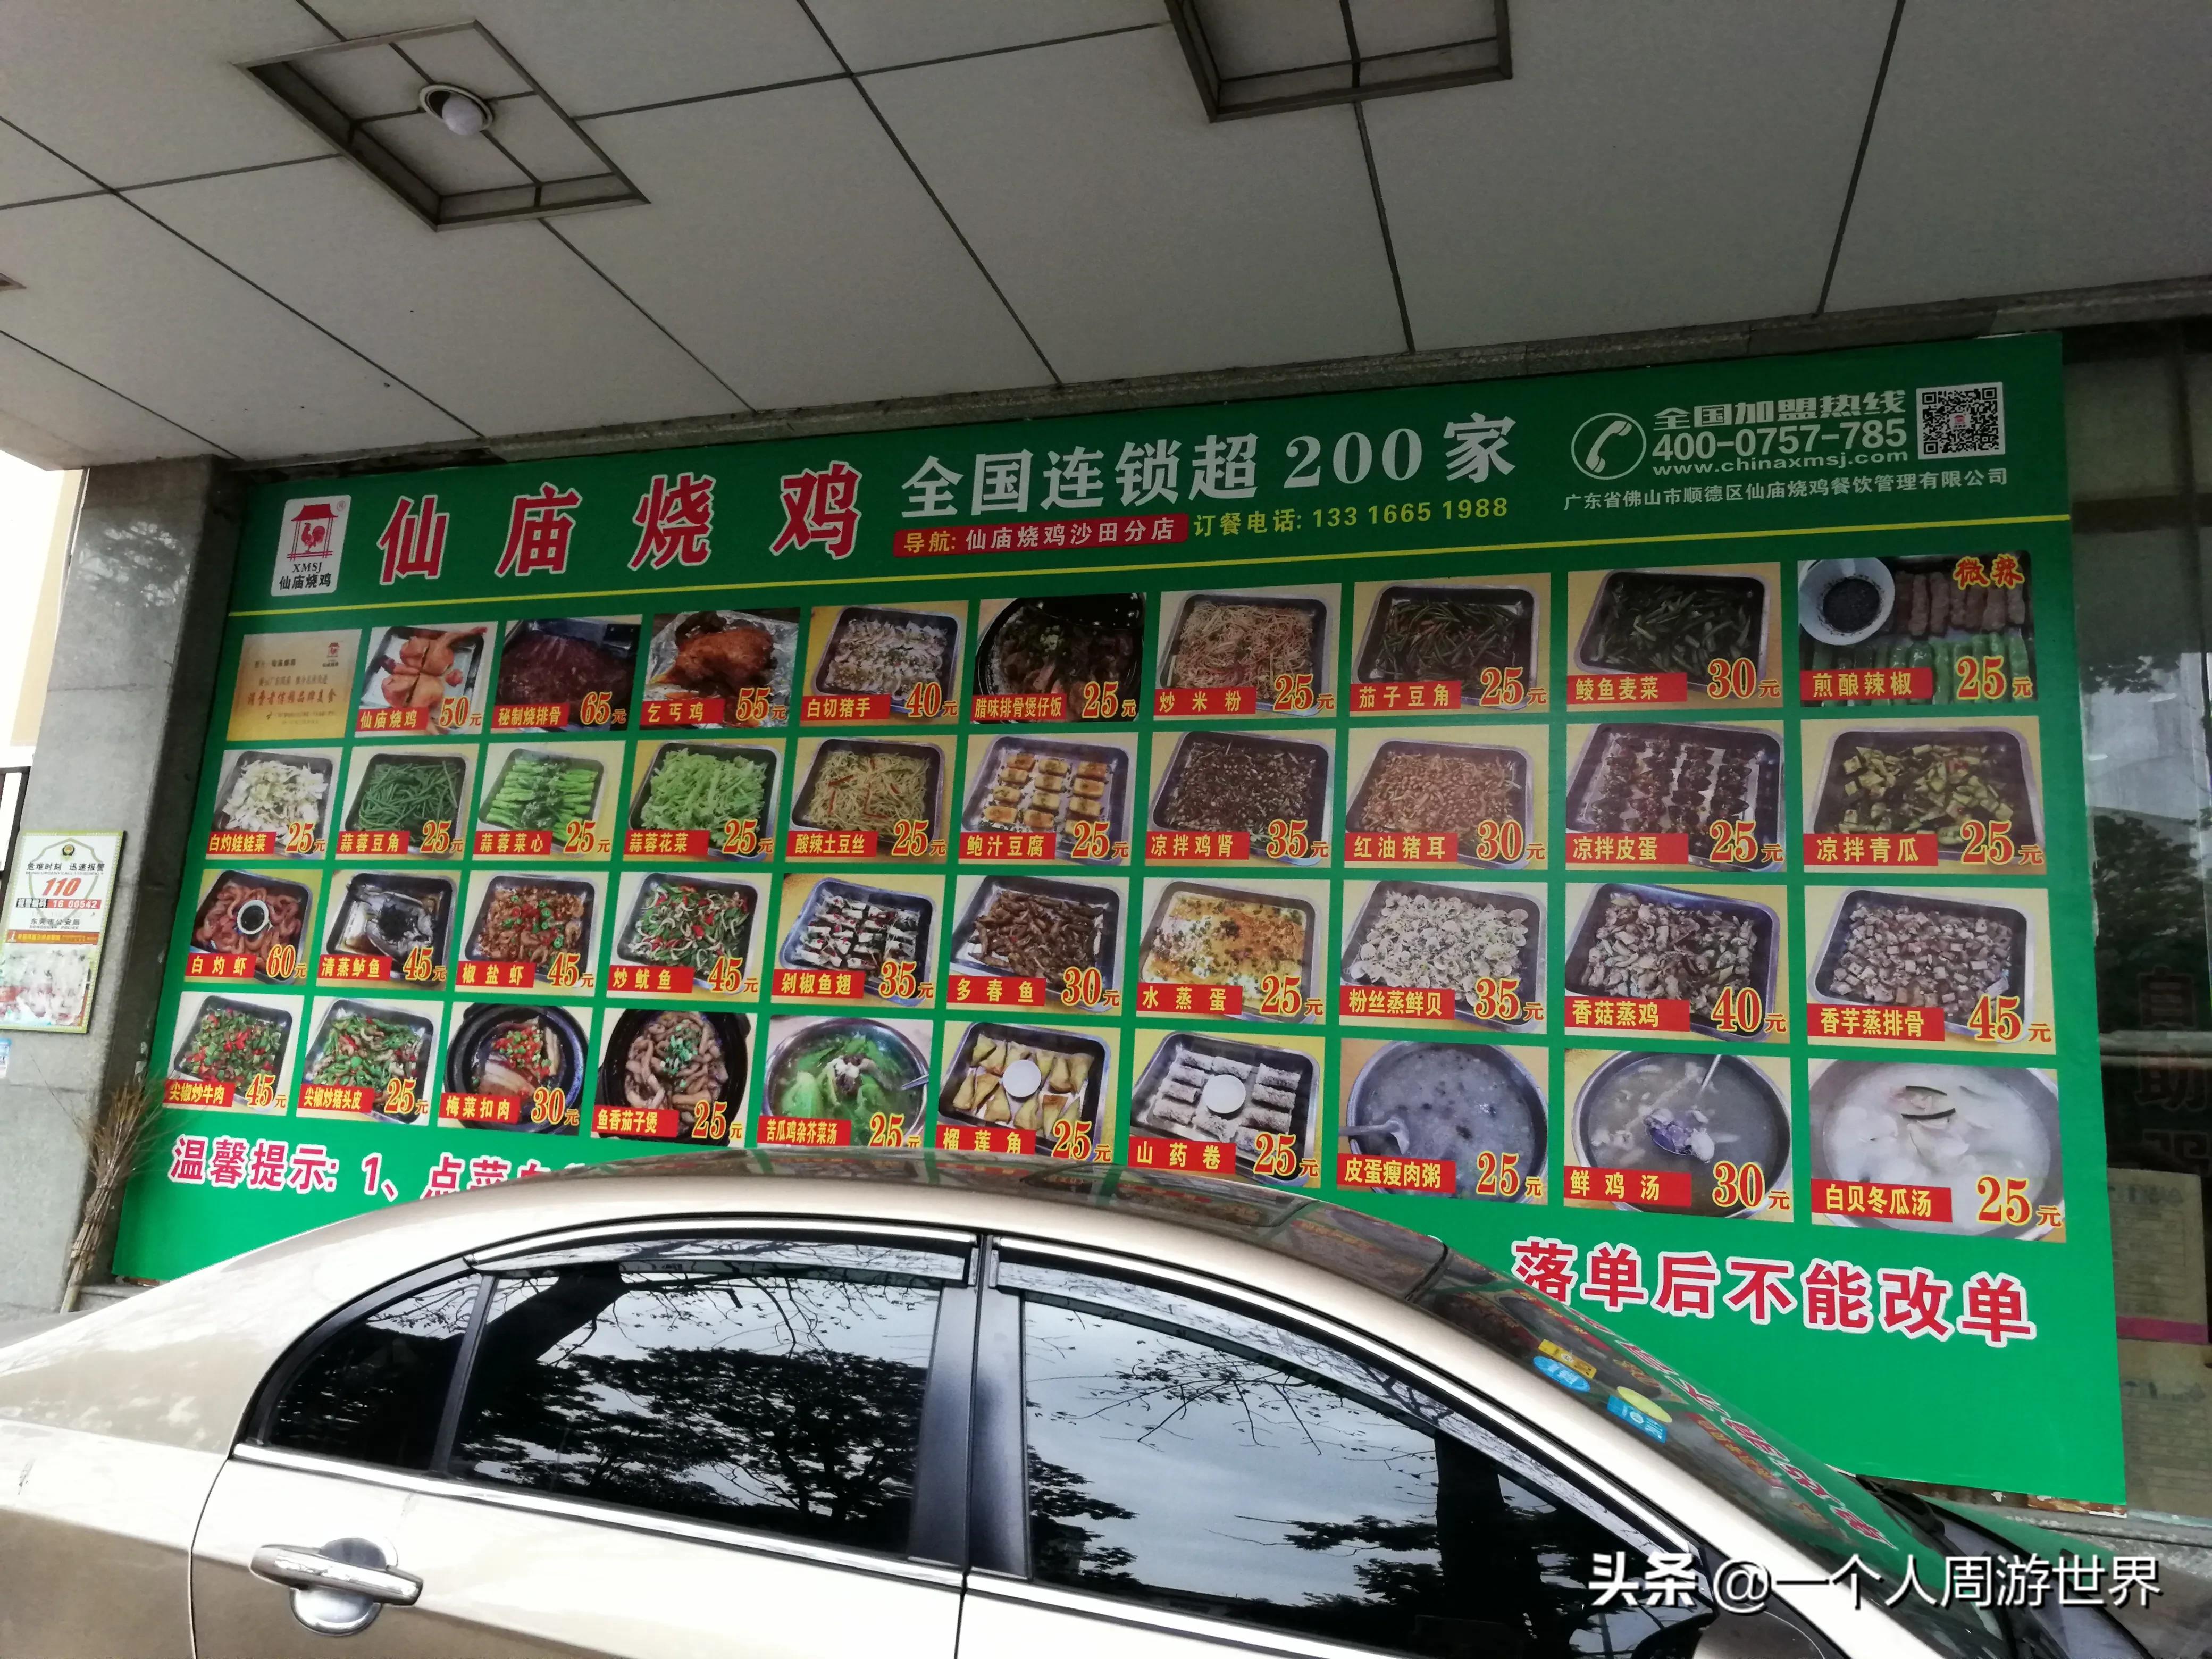 仙庙烧鸡
全国连锁超200家
全国加盟热线
400-0757-785
www.chinaxmsj.com
广东省佛山市顺德区仙庙烧鸡餐饮管理有限公司
导航: 仙庙烧鸡沙田分店 订餐电话: 133 1665 1988
XMSJ
仙庙烧鸡
仙庙烧鸡 50元
秘制烧排骨 65元
乞丐鸡 55元
白切猪手 40元
腊味排骨煲仔饭 25元
炒米粉 25元
茄子豆角 25元
鲮鱼麦菜 30元
微辣
煎酿辣椒 25元
白灼娃娃菜 25元
蒜蓉豆角 25元
蒜蓉菜心 25元
蒜蓉花菜 25元
酸辣土豆丝 25元
鲍汁豆腐 25元
凉拌鸡肾 35元
红油猪耳 30元
凉拌皮蛋 25元
凉拌青瓜 25元
白灼虾 60元
清蒸鲈鱼 45元
椒盐虾 45元
炒鱿鱼 45元
剁椒鱼翅 35元
多春鱼 30元
水蒸蛋 25元
粉丝蒸鲜贝 35元
香菇蒸鸡 40元
香芋蒸排骨 45元
尖椒炒牛肉 45元
尖椒炒猪头皮 25元
梅菜扣肉 30元
鱼香茄子煲 25元
苦瓜鸡杂芥菜汤 25元
榴莲角 25元
山药卷 25元
皮蛋瘦肉粥 25元
鲜鸡汤 30元
白贝冬瓜汤 25元
温馨提示: 1、点菜
落单后不能改单
危难时刻 迅速报警
110
16 00542
头条 @一个人周游世界